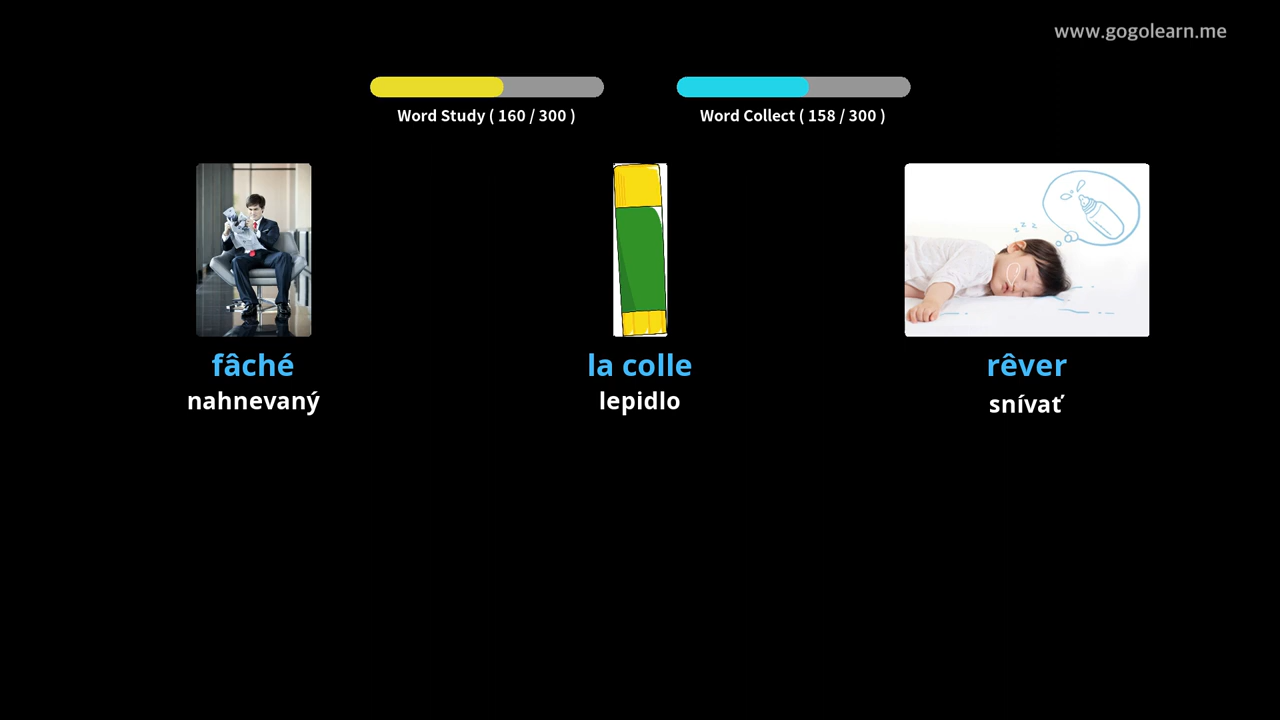 www.gogolearn.me
Word Study ( 160 / 300 )
Word Collect ( 158 / 300 )
fâché
nahnevaný
la colle
lepidlo
rêver
snívať